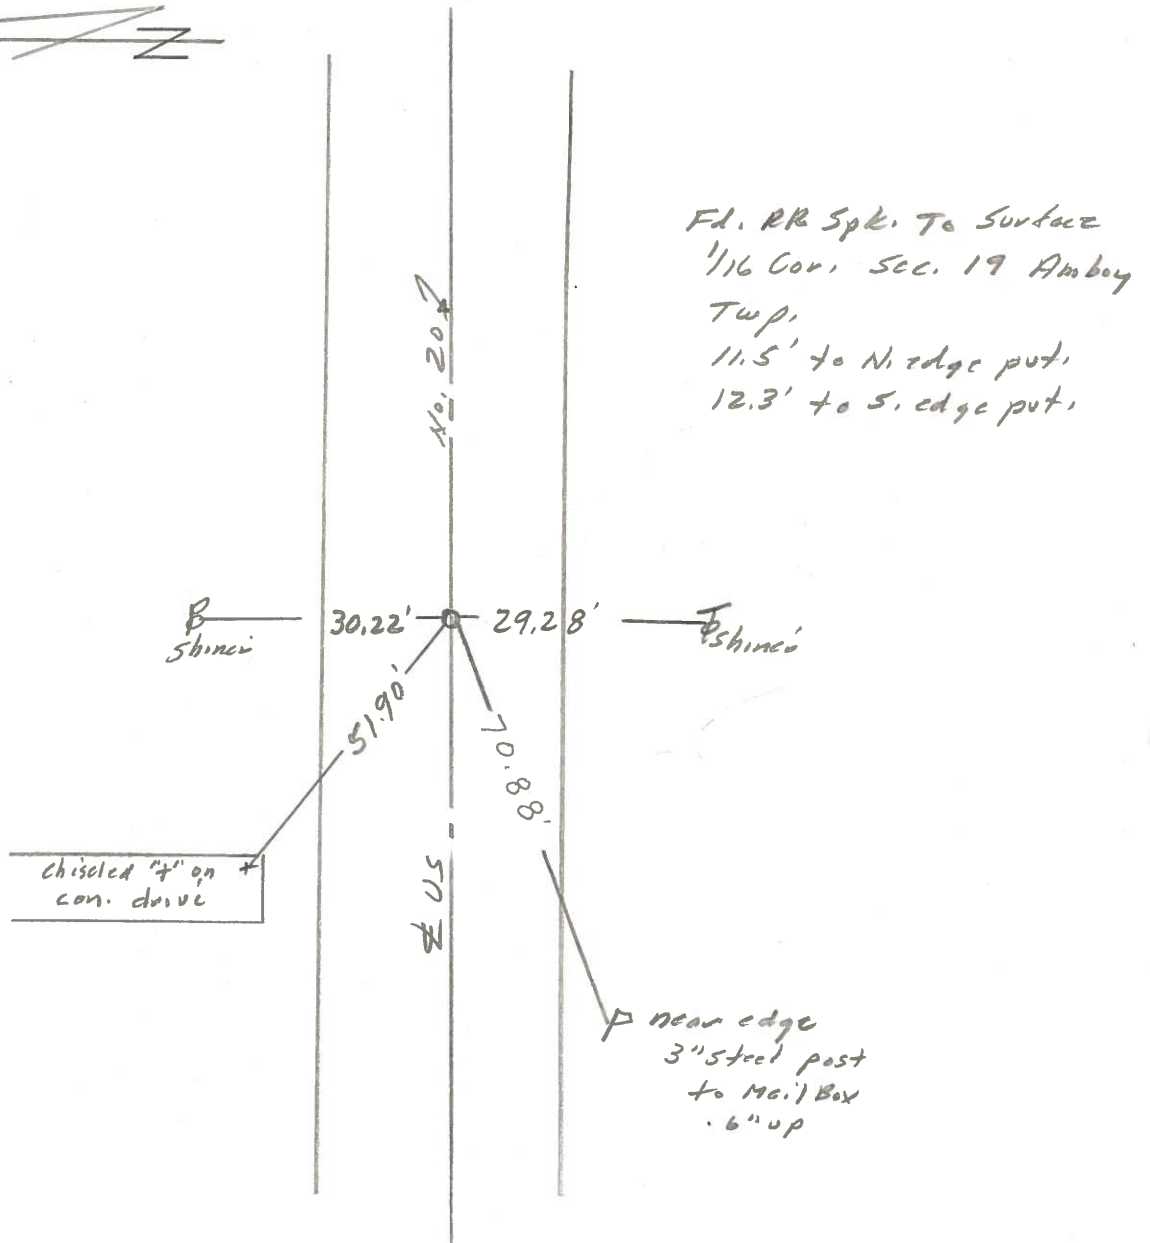 N
Fd. RR Spk. To Surface
1/16 Cor. Sec. 19 Amboy
Twp.
11.5' to N. edge pvt.
12.3' to S. edge pvt.
℄ US No. 20
30.22'
29.28'
Shiner
Shiner
51.90'
70.88'
Chiseled "+" on
con. drive
near edge
3" steel post
to Mail Box
.6" up